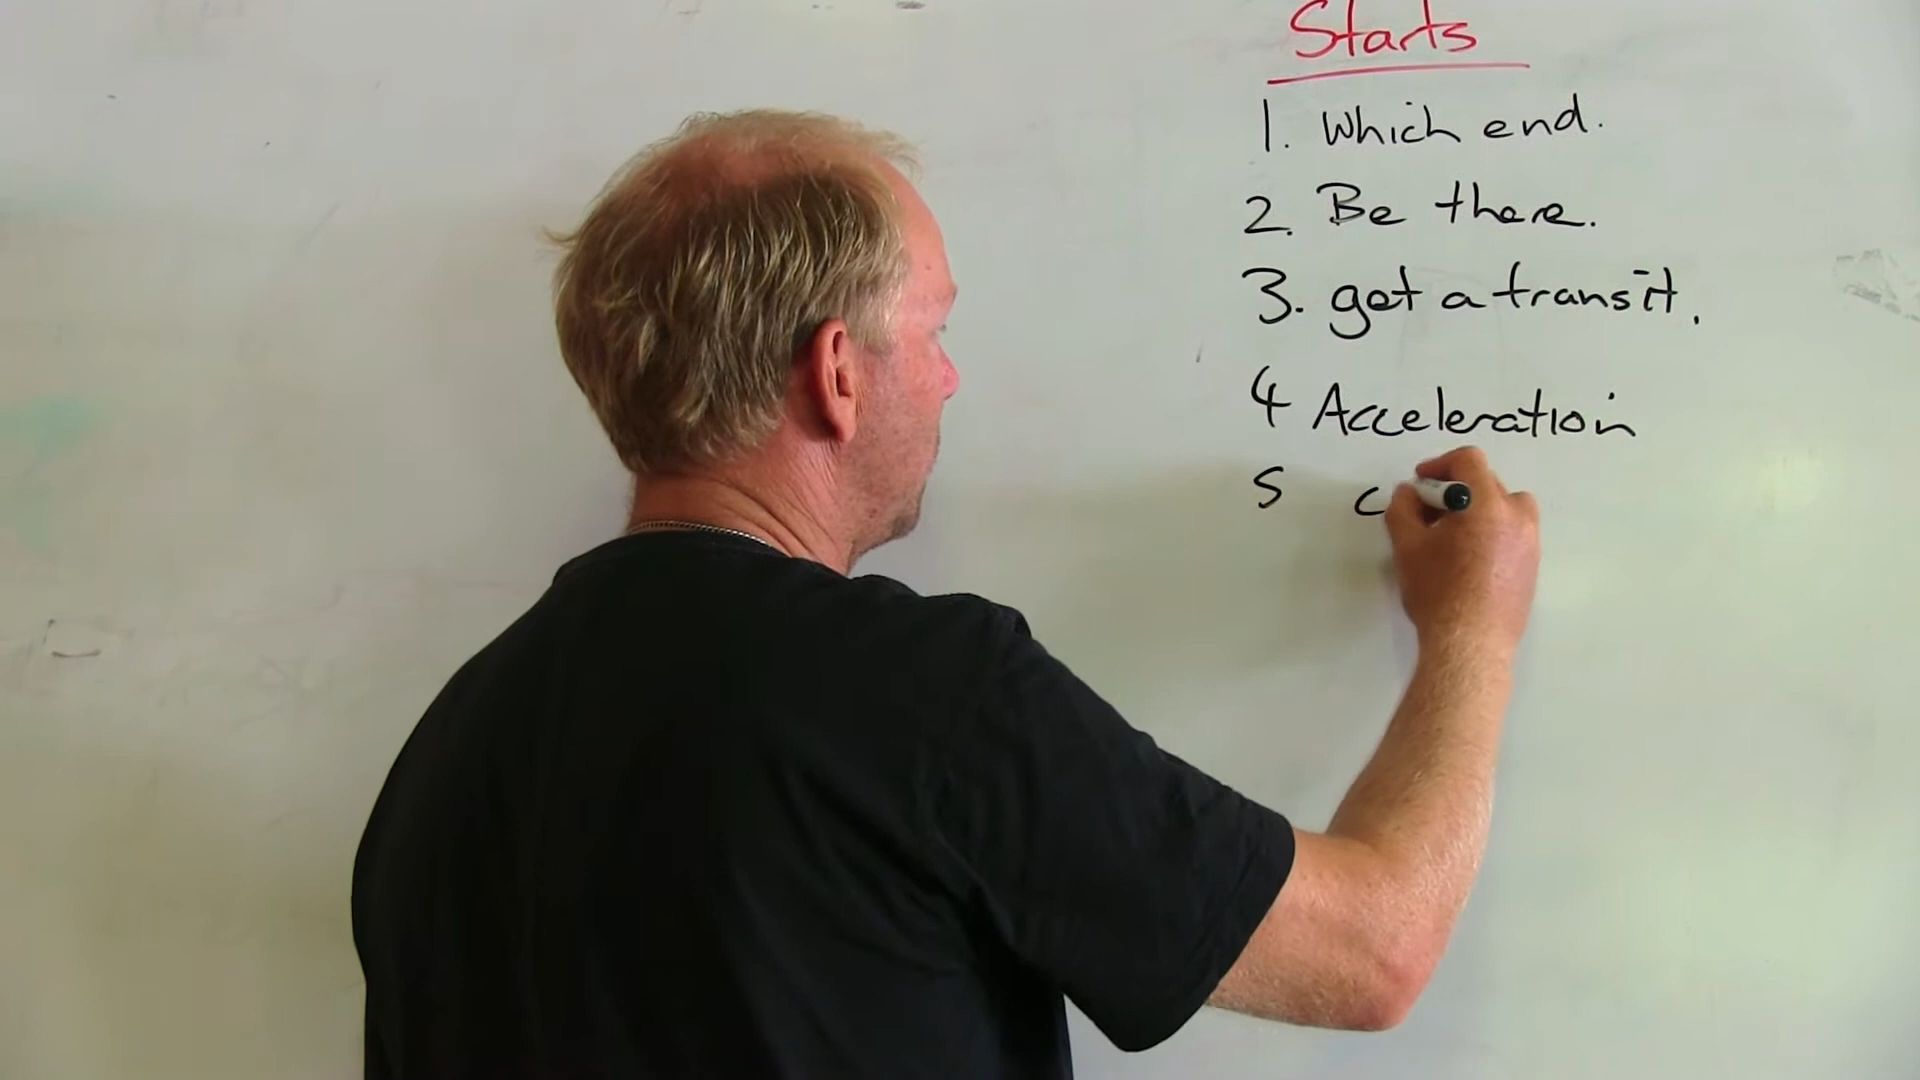 Starts
1. Which end.
2. Be there.
3. get a transit.
4 Acceleration
5 c